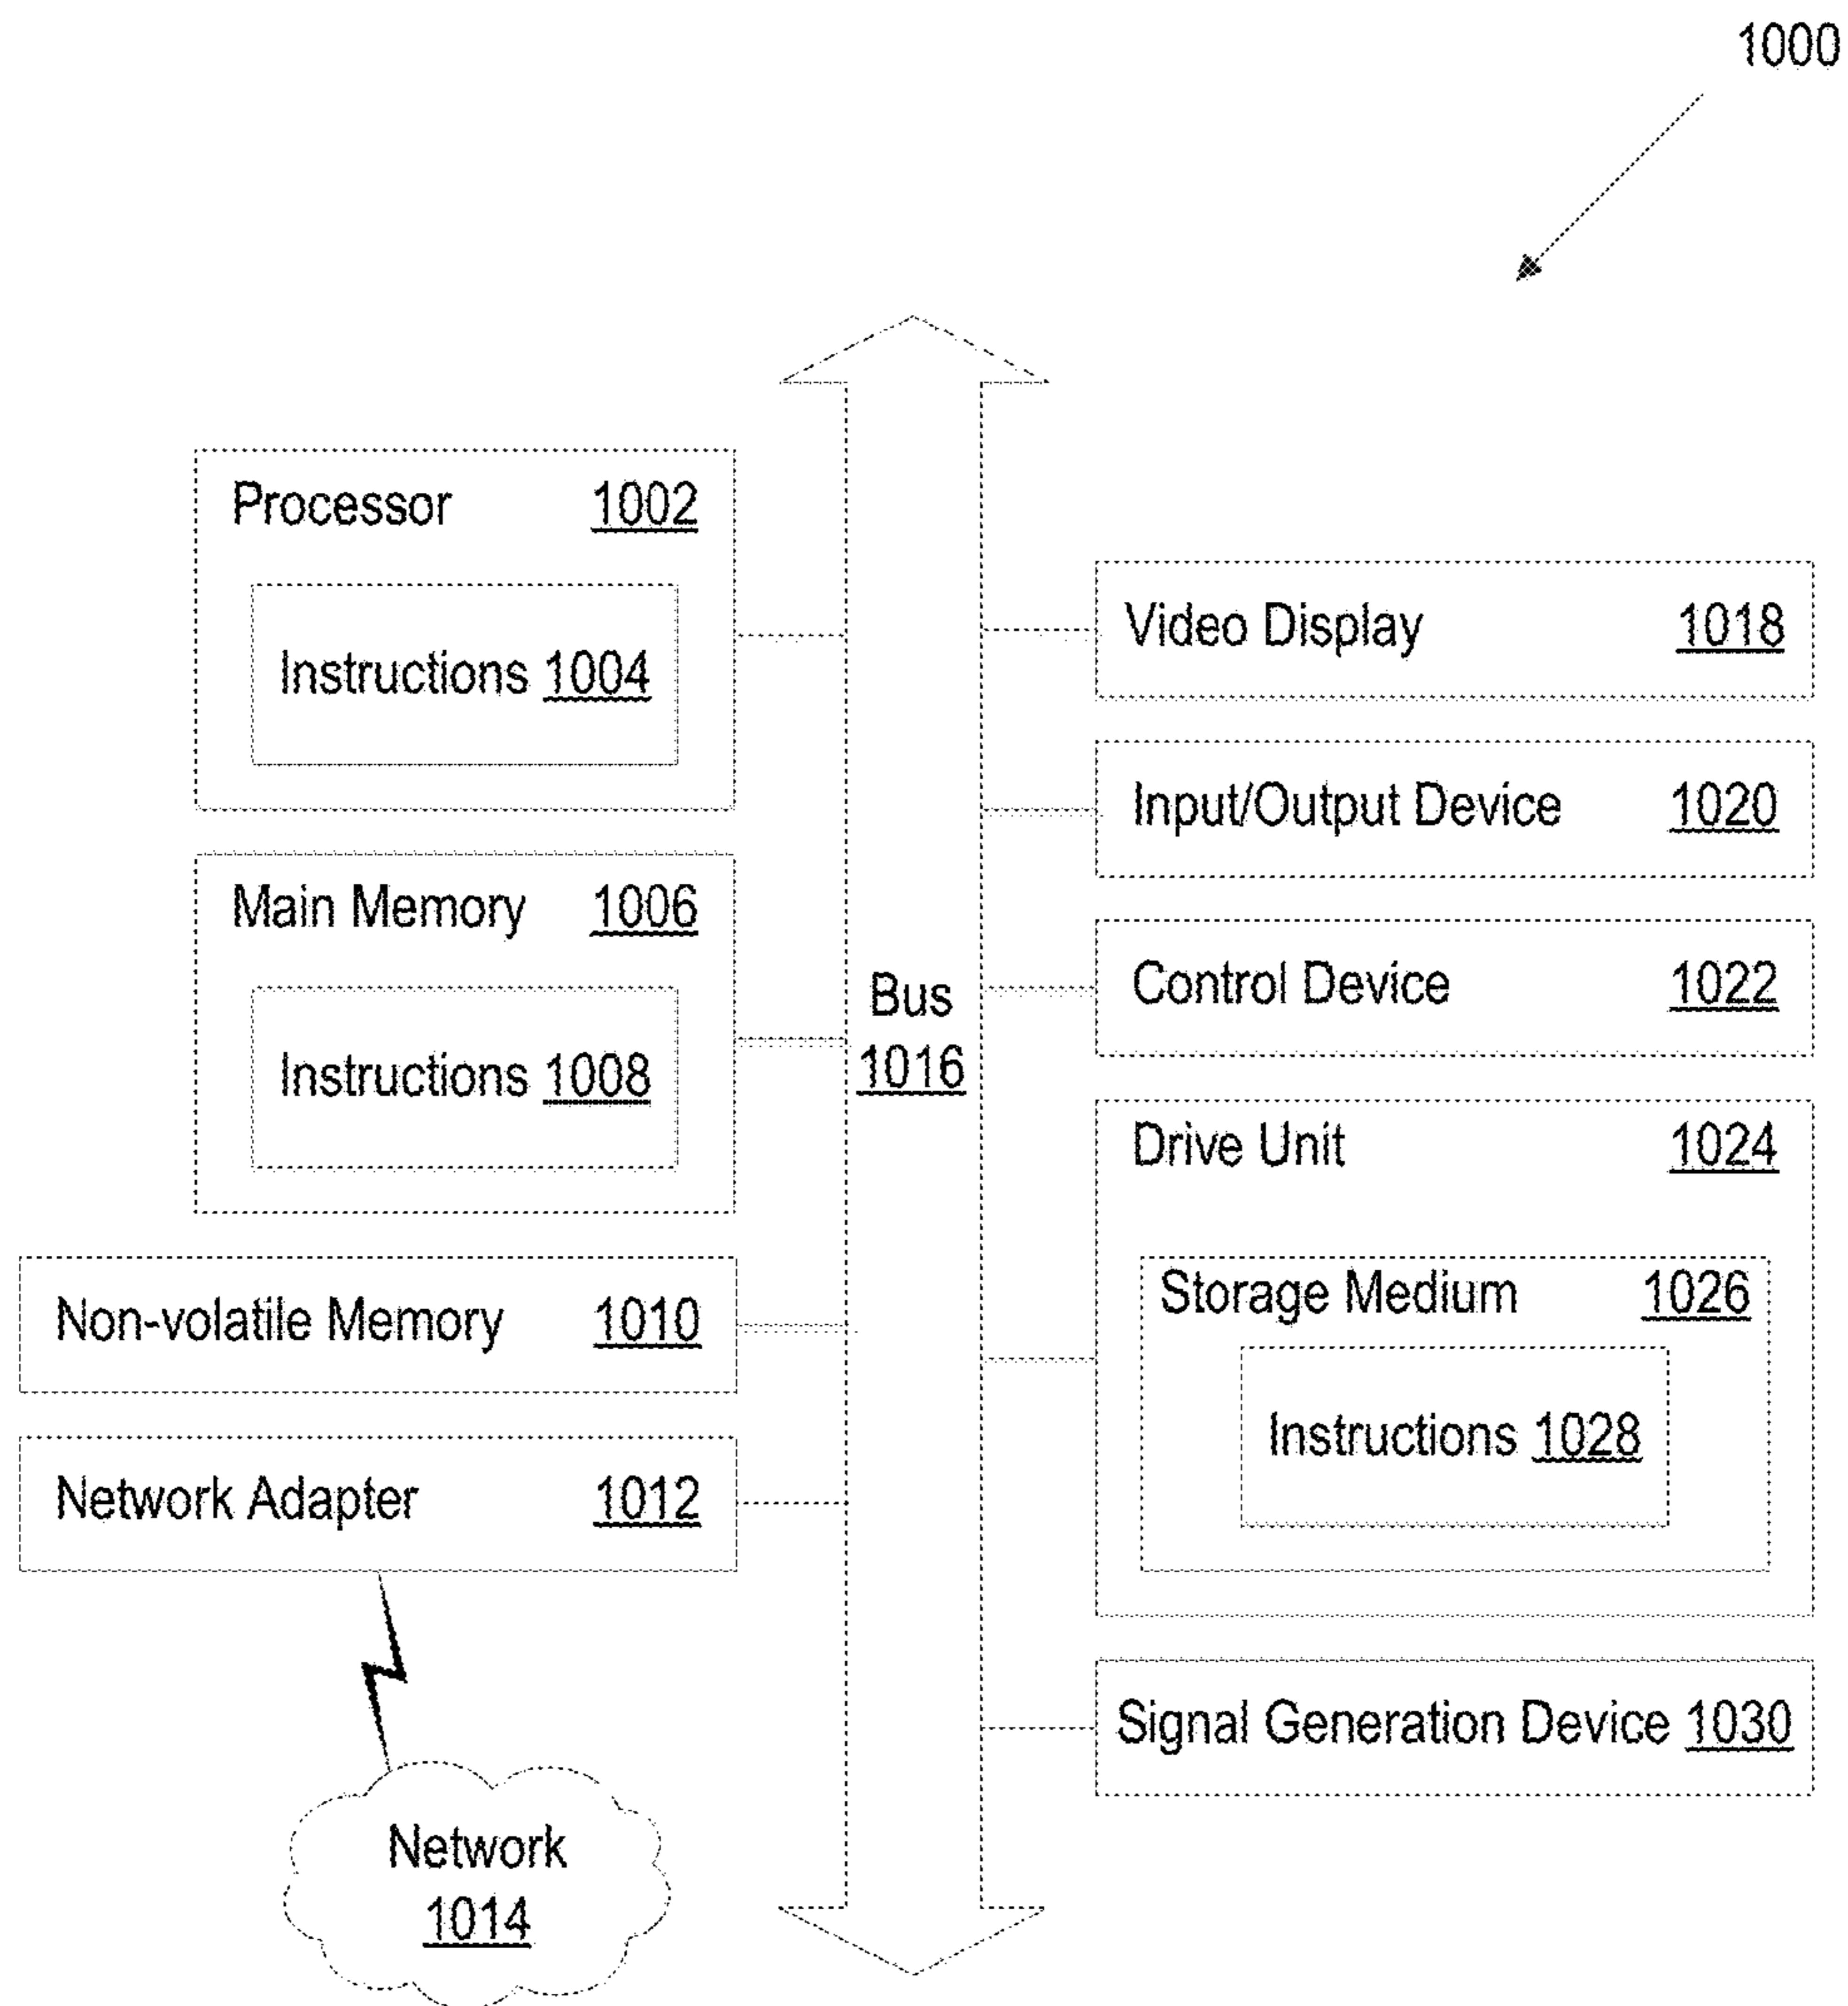 1000
Processor 1002
Instructions 1004
Main Memory 1006
Instructions 1008
Non-volatile Memory 1010
Network Adapter 1012
Network
1014
Bus
1016
Video Display 1018
Input/Output Device 1020
Control Device 1022
Drive Unit 1024
Storage Medium 1026
Instructions 1028
Signal Generation Device 1030